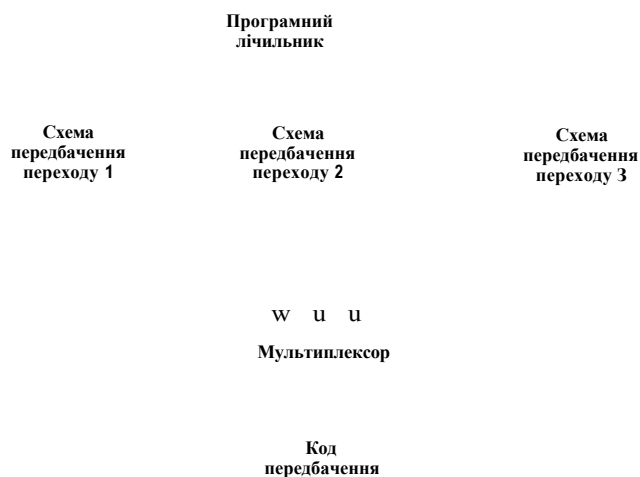 Програмний
лічильник
Схема
передбачення
переходу 1
Схема
передбачення
переходу 2
Схема
передбачення
переходу 3
w u u
Мультиплексор
Код
передбачення